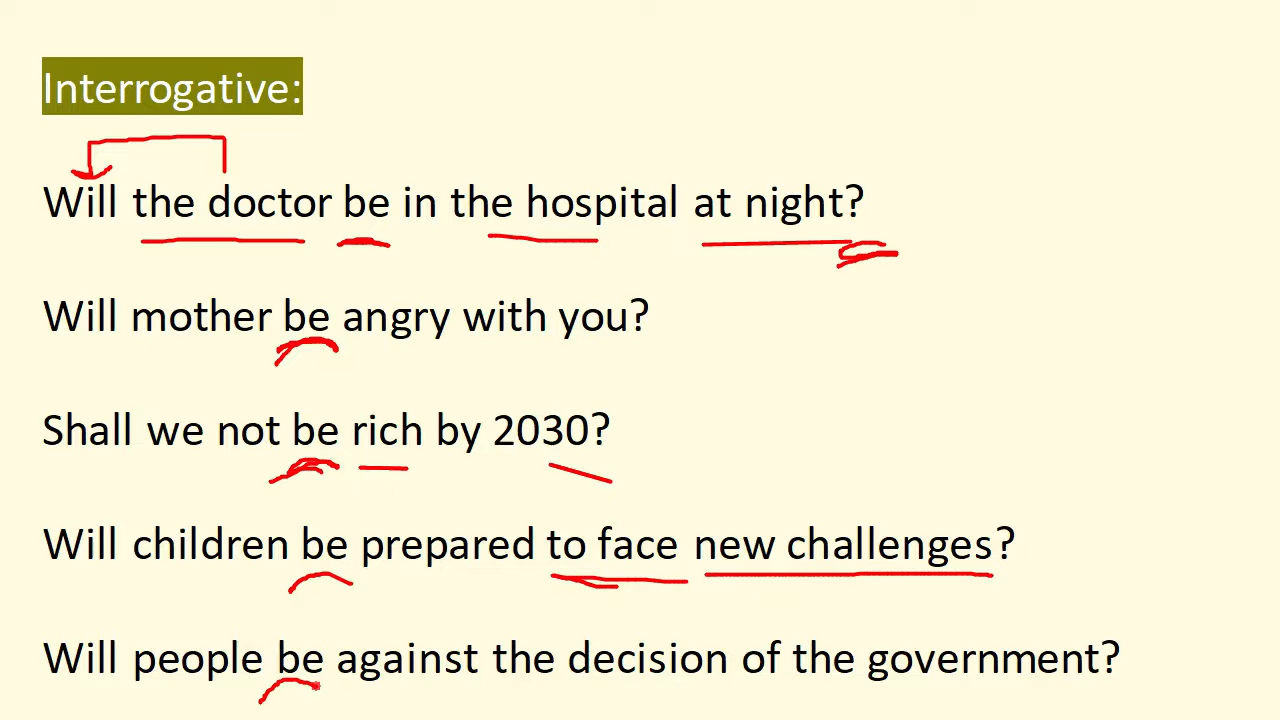 Interrogative:
Will the doctor be in the hospital at night?
Will mother be angry with you?
Shall we not be rich by 2030?
Will children be prepared to face new challenges?
Will people be against the decision of the government?